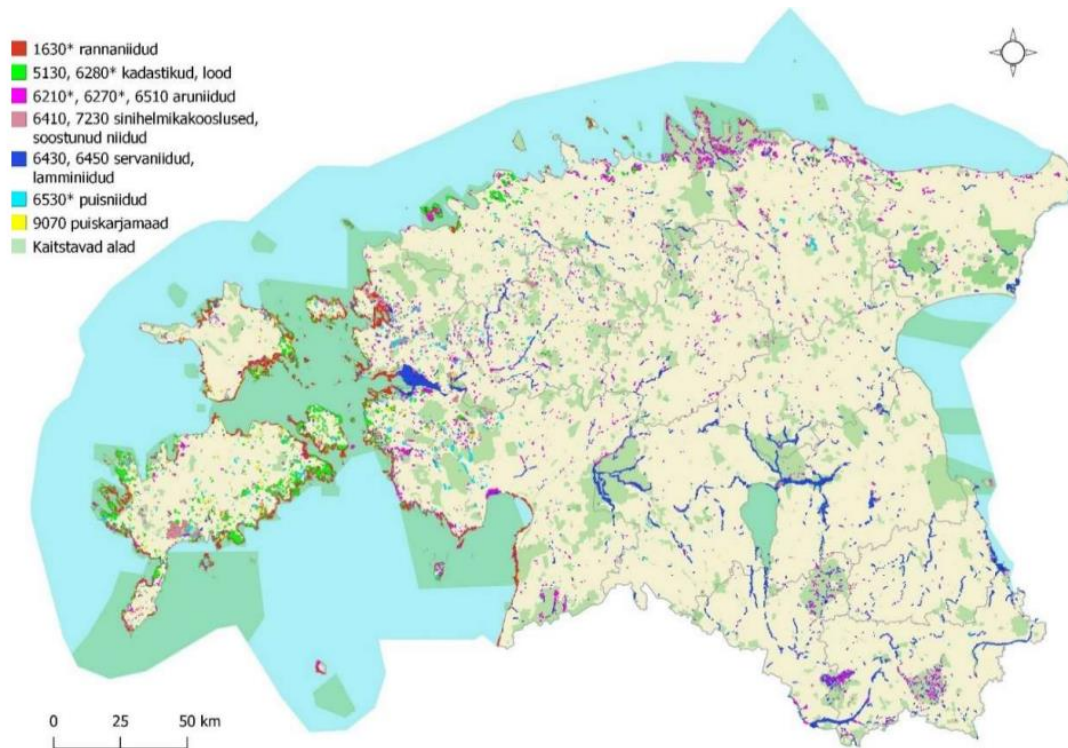 1630* rannaniidud
5130, 6280* kadastikud, lood
6210*, 6270*, 6510 aruniidud
6410, 7230 sinihelmikakooslused,
soostunud niidud
6430, 6450 servaniidud,
lamminiidud
6530* puisniidud
9070 puiskarjamaad
Kaitstavad alad
0 25 50 km